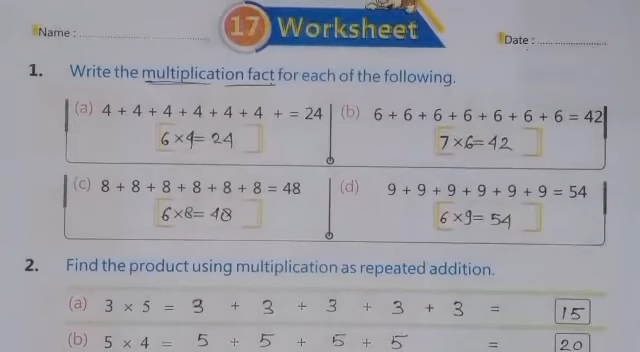 Name :
17 Worksheet
Date :
1. Write the multiplication fact for each of the following.
(a) 4 + 4 + 4 + 4 + 4 + 4 + = 24 (b) 6 + 6 + 6 + 6 + 6 + 6 + 6 = 42
6 × 4 = 24 7 × 6 = 42
(c) 8 + 8 + 8 + 8 + 8 + 8 = 48 (d) 9 + 9 + 9 + 9 + 9 + 9 = 54
6 × 8 = 48 6 × 9 = 54
2. Find the product using multiplication as repeated addition.
(a) 3 × 5 = 3 + 3 + 3 + 3 + 3 = 15
(b) 5 × 4 = 5 + 5 + 5 + 5 = 20